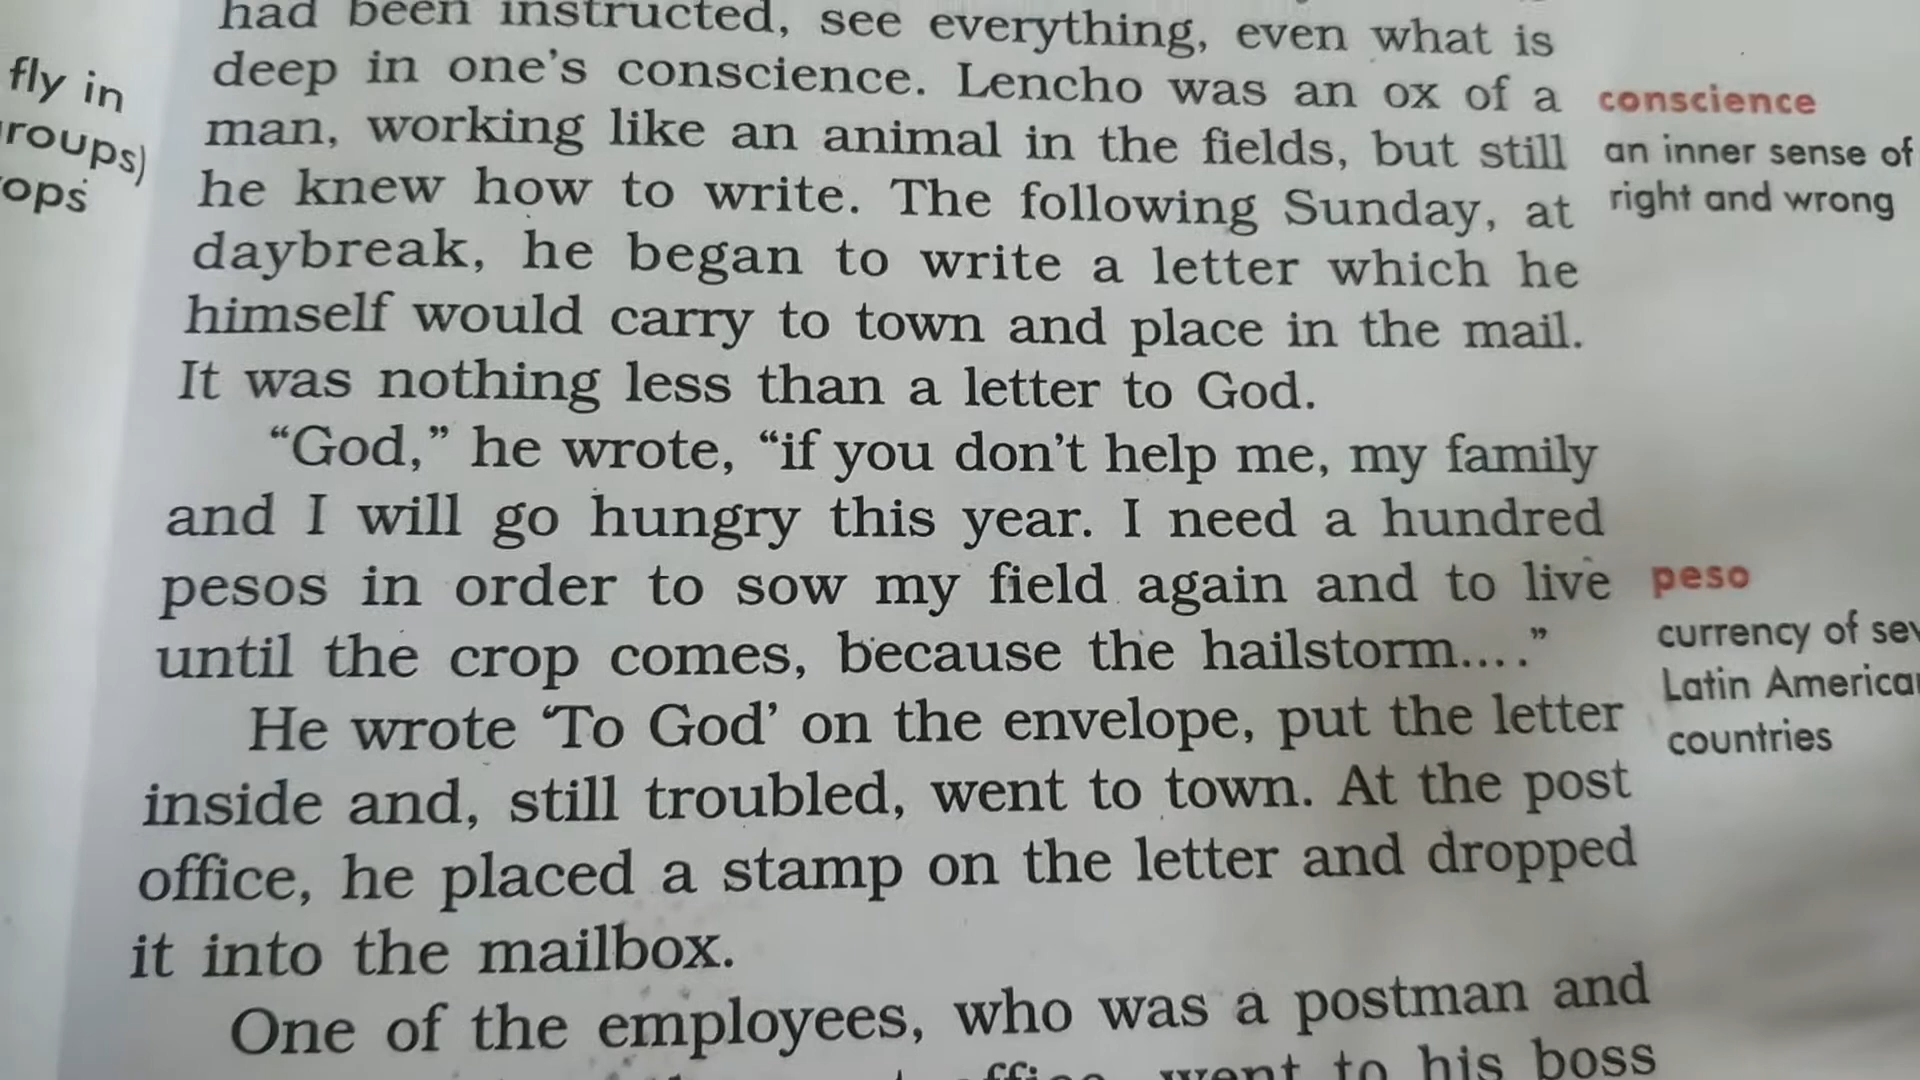 had been instructed, see everything, even what is
deep in one's conscience. Lencho was an ox of a
man, working like an animal in the fields, but still
he knew how to write. The following Sunday, at
daybreak, he began to write a letter which he
himself would carry to town and place in the mail.
It was nothing less than a letter to God.
“God,” he wrote, “if you don't help me, my family
and I will go hungry this year. I need a hundred
pesos in order to sow my field again and to live
until the crop comes, because the hailstorm....”
He wrote ‘To God’ on the envelope, put the letter
inside and, still troubled, went to town. At the post
office, he placed a stamp on the letter and dropped
it into the mailbox.
One of the employees, who was a postman and
went to his boss
fly in
conscience
an inner sense of
right and wrong
peso
currency of
Latin
countries